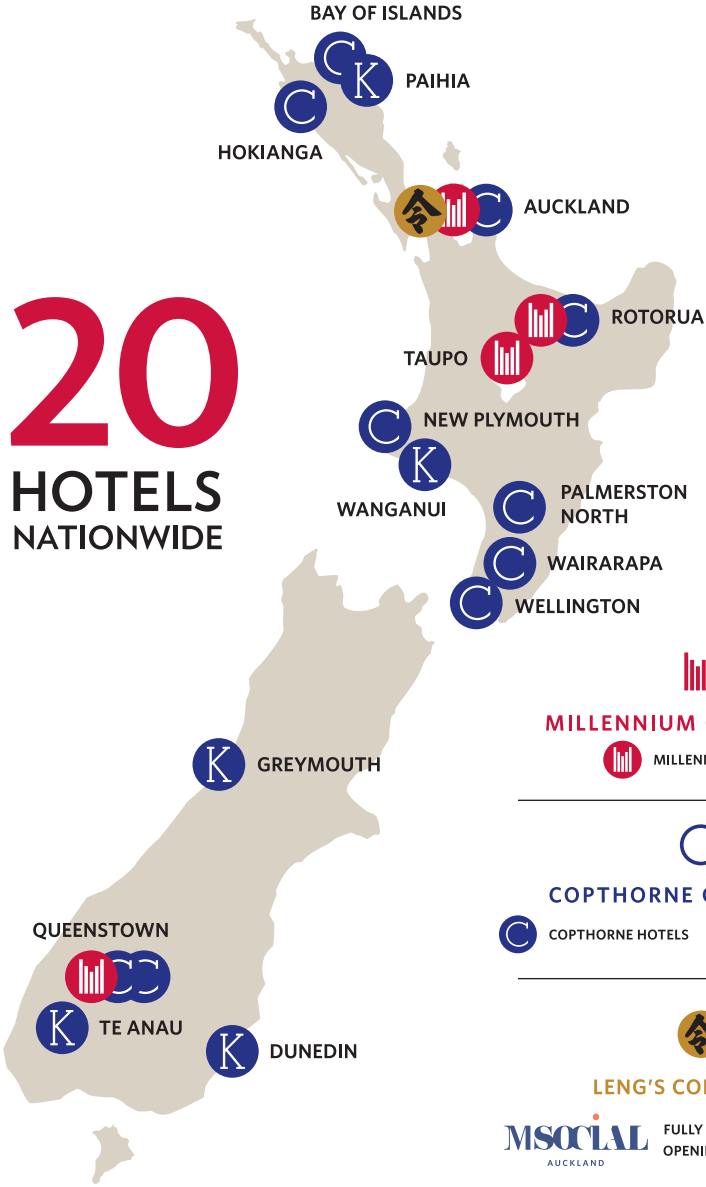 BAY OF ISLANDS
C
K
PAIHIA
C
HOKIANGA
令
C
AUCKLAND
20
HOTELS
NATIONWIDE
C
ROTORUA
TAUPO
C
NEW PLYMOUTH
K
WANGANUI
C
PALMERSTON
NORTH
C
WAIRARAPA
C
WELLINGTON
K
GREYMOUTH
QUEENSTOWN
C
C
K
TE ANAU
K
DUNEDIN
MILLENNIUM
COPTHORNE
C
COPTHORNE HOTELS
令
LENG'S
MSOCIAL
AUCKLAND
FULLY